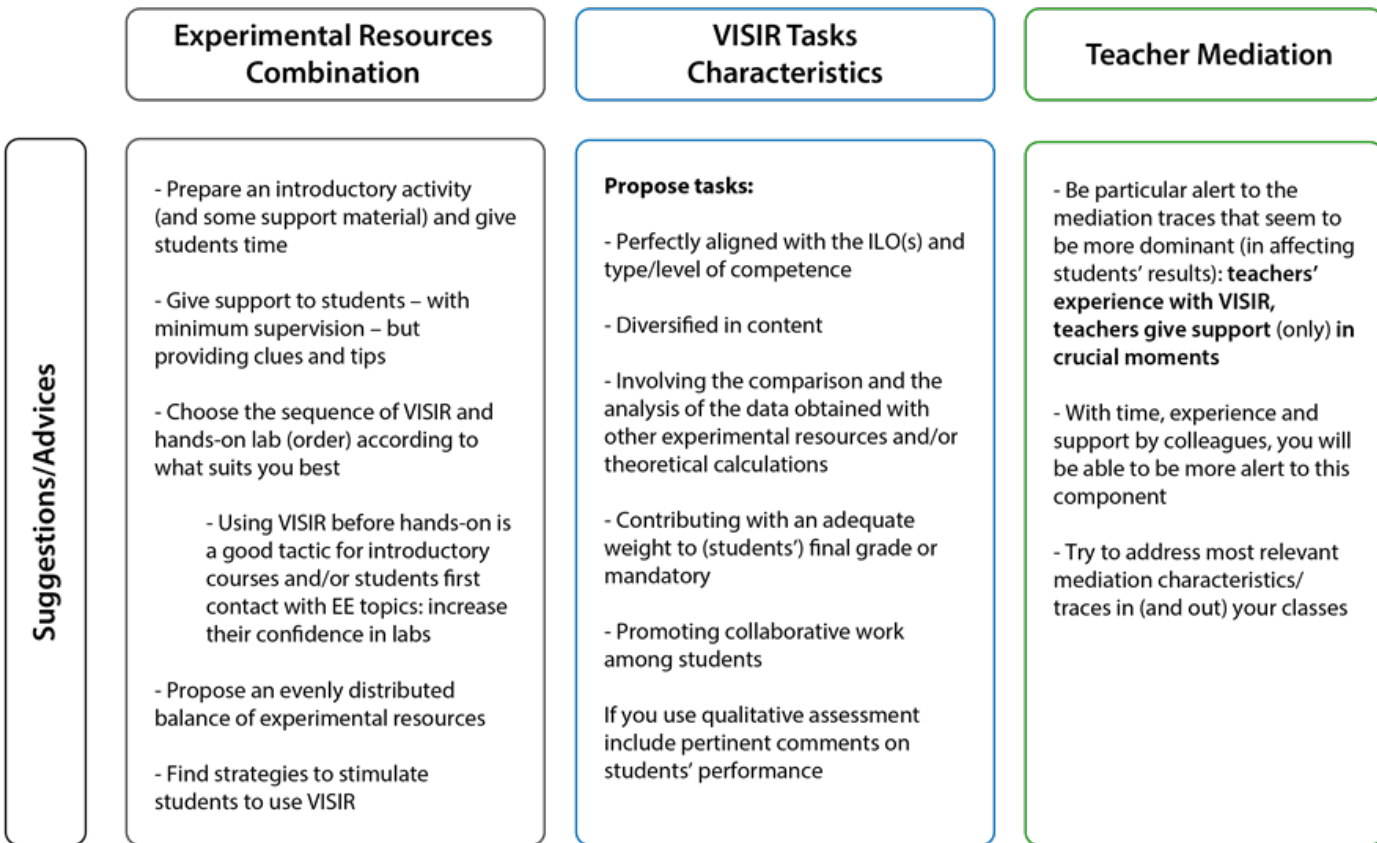 Experimental Resources
Combination
VISIR Tasks
Characteristics
Teacher Mediation
Suggestions/Advices
- Prepare an introductory activity
(and some support material) and give
students time
- Give support to students – with
minimum supervision – but
providing clues and tips
- Choose the sequence of VISIR and
hands-on lab (order) according to
what suits you best
- Using VISIR before hands-on is
a good tactic for introductory
courses and/or students first
contact with EE topics: increase
their confidence in labs
- Propose an evenly distributed
balance of experimental resources
- Find strategies to stimulate
students to use VISIR
Propose tasks:
- Perfectly aligned with the ILO(s) and
type/level of competence
- Diversified in content
- Involving the comparison and the
analysis of the data obtained with
other experimental resources and/or
theoretical calculations
- Contributing with an adequate
weight to (students’) final grade or
mandatory
- Promoting collaborative work
among students
If you use qualitative assessment
include pertinent comments on
students’ performance
- Be particular alert to the
mediation traces that seem to
be more dominant (in affecting
students’ results): teachers’
experience with VISIR,
teachers give support (only) in
crucial moments
- With time, experience and
support by colleagues, you will
be able to be more alert to this
component
- Try to address most relevant
mediation characteristics/
traces in (and out) your classes